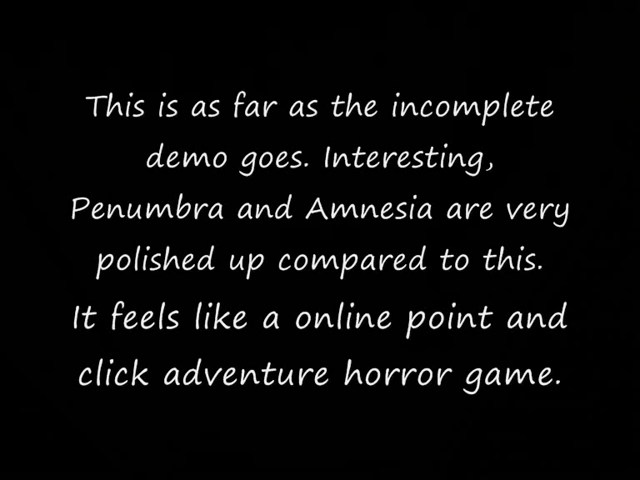 This is as far as the incomplete
demo goes. Interesting,
Penumbra and Amnesia are very
polished up compared to this.
It feels like a online point and
click adventure horror game.